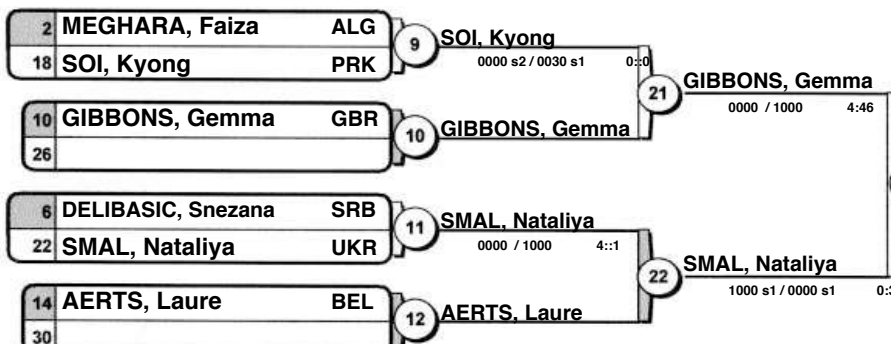 2 MEGHARA, Faiza ALG
18 SOI, Kyong PRK
9
SOI, Kyong
0000 s2 / 0030 s1 0::0
10 GIBBONS, Gemma GBR
26
10
GIBBONS, Gemma
21
GIBBONS, Gemma
0000 / 1000 4:46
6 DELIBASIC, Snezana SRB
22 SMAL, Nataliya UKR
11
SMAL, Nataliya
0000 / 1000 4::1
14 AERTS, Laure BEL
30
12
AERTS, Laure
22
SMAL, Nataliya
1000 s1 / 0000 s1